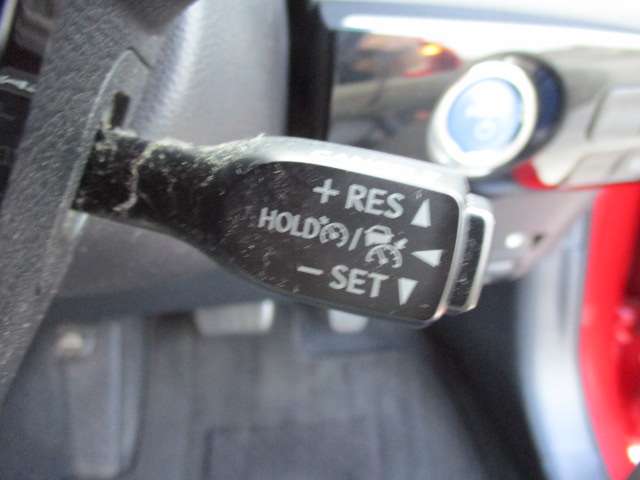 + RES
HOLD /
− SET